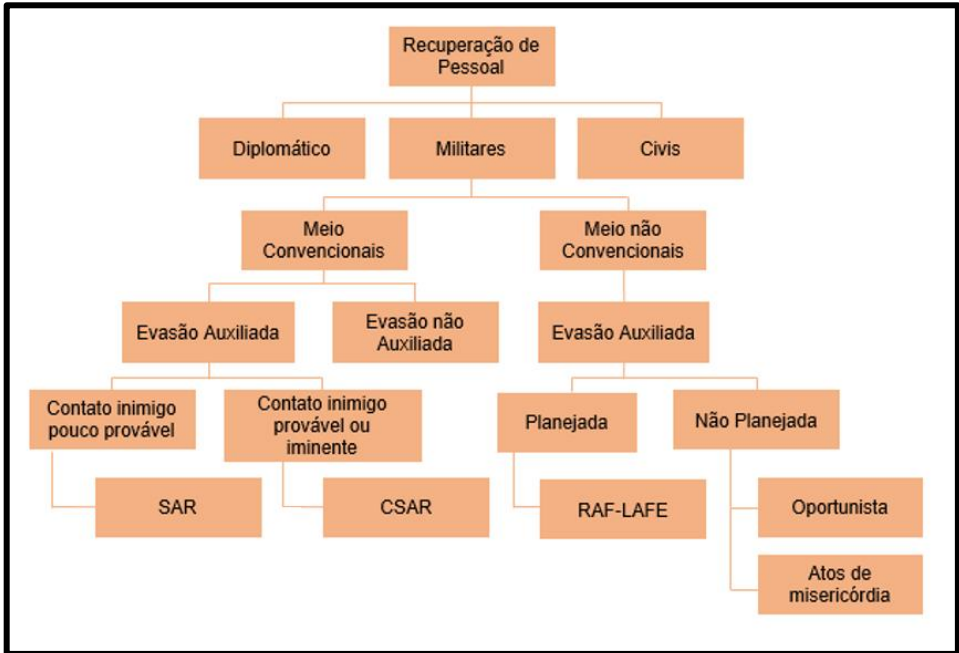 Recuperação de
Pessoal
Diplomático
Militares
Civis
Meio
Convencionais
Meio não
Convencionais
Evasão Auxiliada
Evasão não
Auxiliada
Evasão Auxiliada
Contato inimigo
pouco provável
Contato inimigo
provável ou
iminente
Planejada
Não Planejada
SAR
CSAR
RAF-LAFE
Oportunista
Atos de
misericórdia